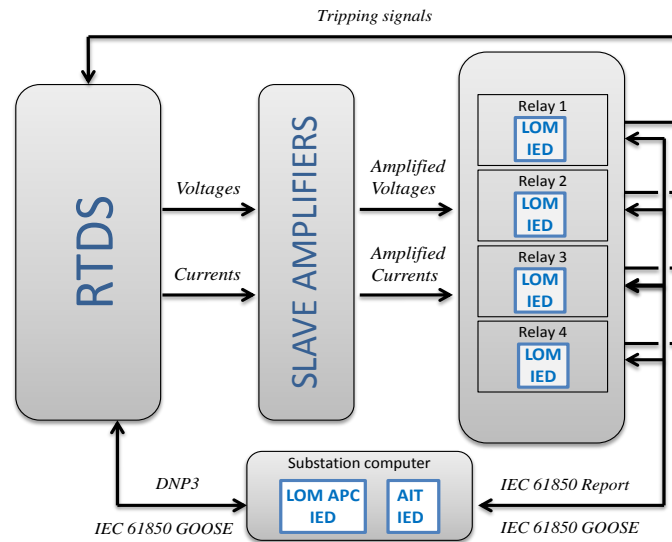 Tripping signals
RTDS
Voltages
Currents
SLAVE AMPLIFIERS
Amplified
Voltages
Amplified
Currents
Relay 1
LOM
IED
Relay 2
LOM
IED
Relay 3
LOM
IED
Relay 4
LOM
IED
DNP3
IEC 61850 GOOSE
Substation computer
LOM APC
IED
AIT
IED
IEC 61850 Report
IEC 61850 GOOSE